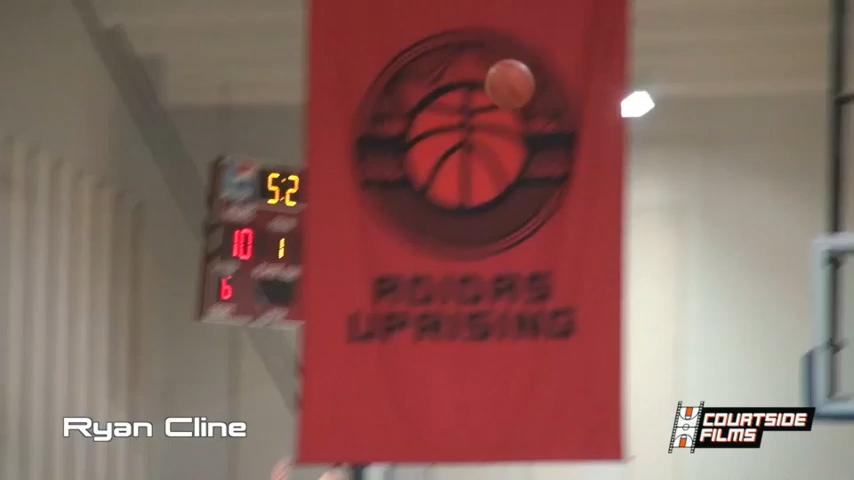 5:2
10 1
6
ADIDAS
UPRISING
Ryan Cline
COURTSIDE
FILMS